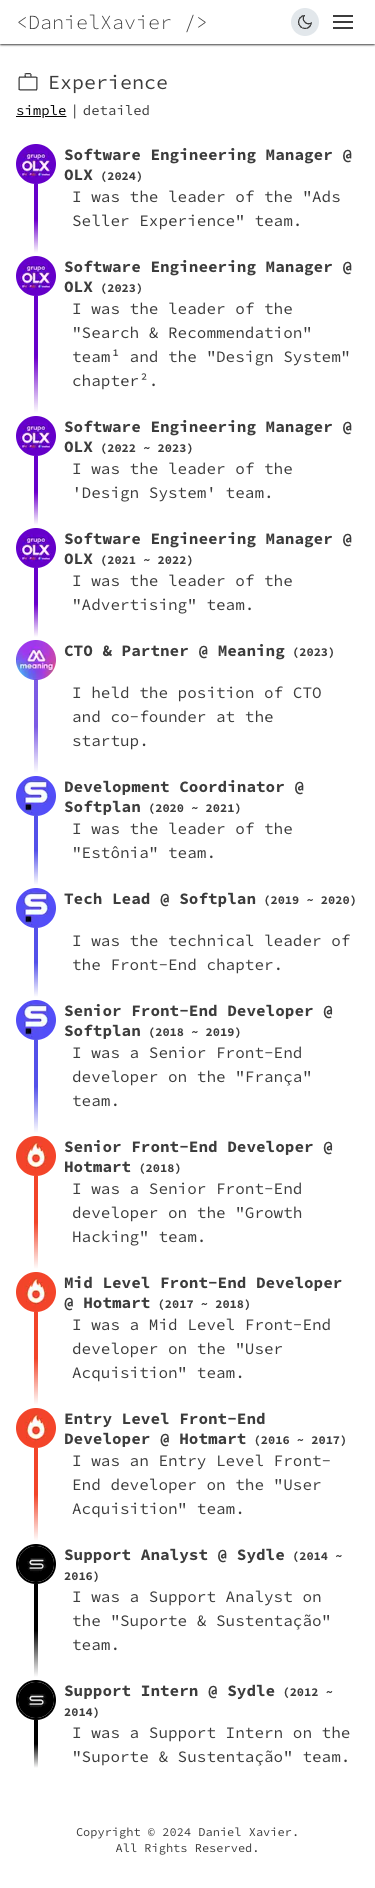 <DanielXavier />
Experience
simple | detailed
grupo
OLX
Software Engineering Manager @
OLX (2024)
I was the leader of the "Ads
Seller Experience" team.
grupo
OLX
Software Engineering Manager @
OLX (2023)
I was the leader of the
"Search & Recommendation"
team¹ and the "Design System"
chapter².
grupo
OLX
Software Engineering Manager @
OLX (2022 ~ 2023)
I was the leader of the
'Design System' team.
grupo
OLX
Software Engineering Manager @
OLX (2021 ~ 2022)
I was the leader of the
"Advertising" team.
meaning
CTO & Partner @ Meaning (2023)
I held the position of CTO
and co-founder at the
startup.
Development Coordinator @
Softplan (2020 ~ 2021)
I was the leader of the
"Estônia" team.
Tech Lead @ Softplan (2019 ~ 2020)
I was the technical leader of
the Front-End chapter.
Senior Front-End Developer @
Softplan (2018 ~ 2019)
I was a Senior Front-End
developer on the "França"
team.
Senior Front-End Developer @
Hotmart (2018)
I was a Senior Front-End
developer on the "Growth
Hacking" team.
Mid Level Front-End Developer
@ Hotmart (2017 ~ 2018)
I was a Mid Level Front-End
developer on the "User
Acquisition" team.
Entry Level Front-End
Developer @ Hotmart (2016 ~ 2017)
I was an Entry Level Front-
End developer on the "User
Acquisition" team.
Support Analyst @ Sydle (2014 ~
2016)
I was a Support Analyst on
the "Suporte & Sustentação"
team.
Support Intern @ Sydle (2012 ~
2014)
I was a Support Intern on the
"Suporte & Sustentação" team.
Copyright © 2024 Daniel Xavier.
All Rights Reserved.